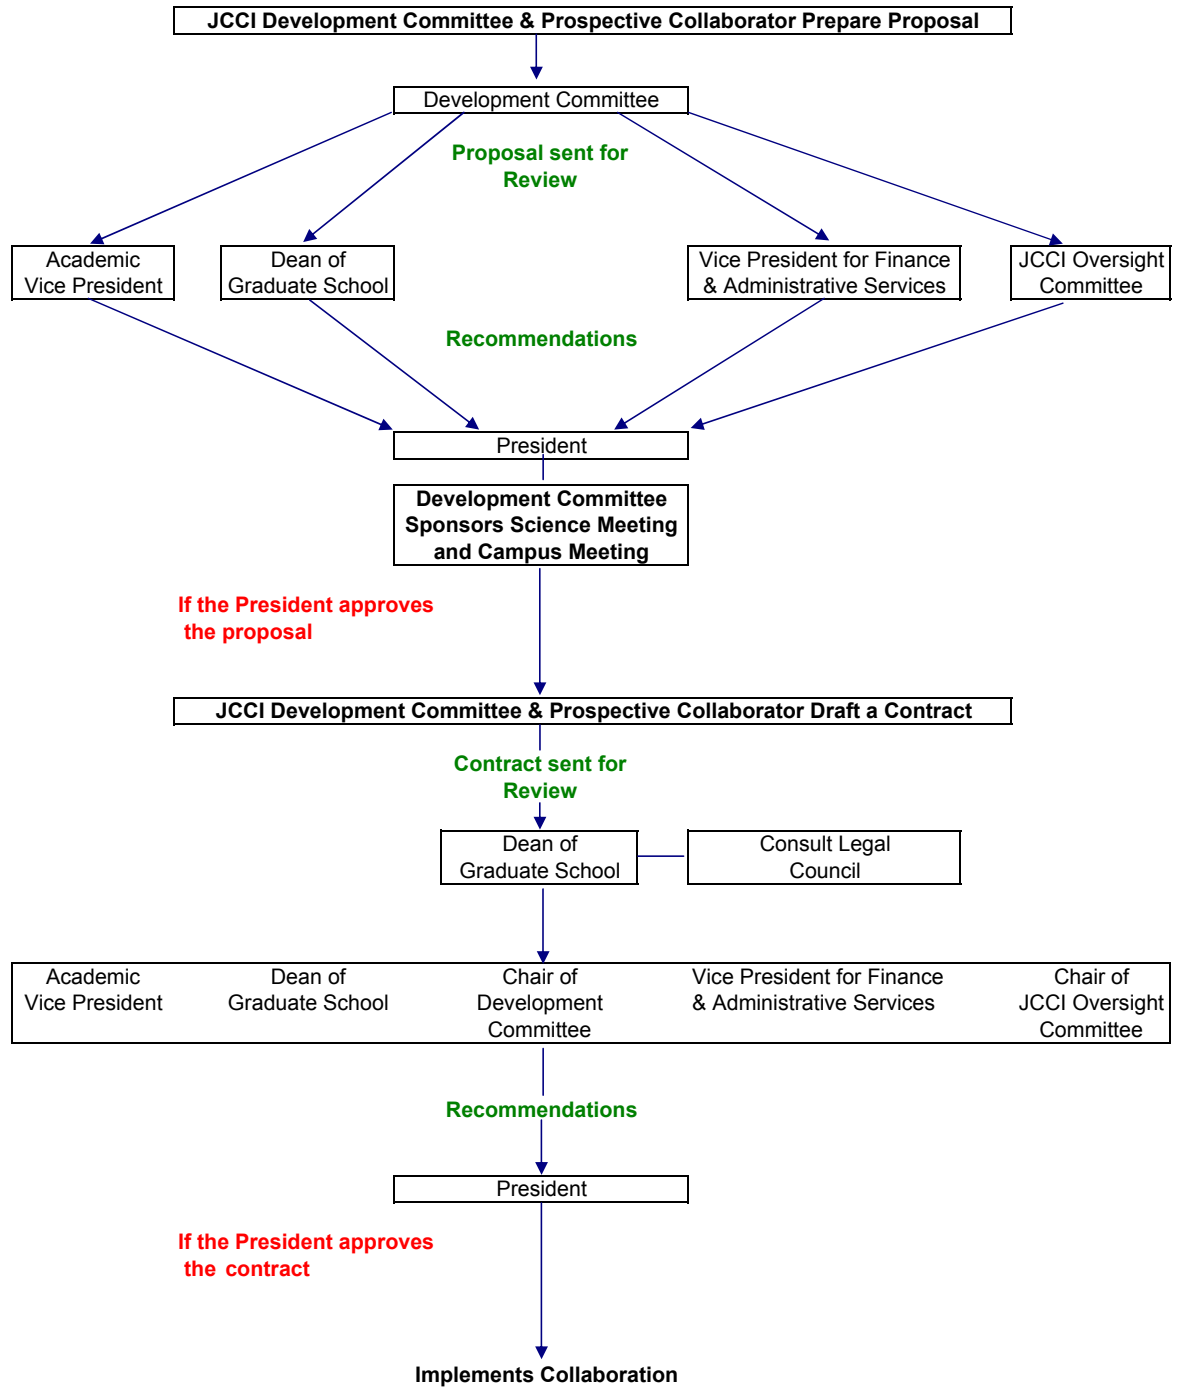 JCCI Development Committee & Prospective Collaborator Prepare Proposal
Development Committee
Proposal sent for
Review
Academic
Vice President
Dean of
Graduate School
Vice President for Finance
& Administrative Services
JCCI Oversight
Committee
Recommendations
President
Development Committee
Sponsors Science Meeting
and Campus Meeting
If the President approves
the proposal
JCCI Development Committee & Prospective Collaborator Draft a Contract
Contract sent for
Review
Dean of
Graduate School
Consult Legal
Council
Academic
Vice President
Dean of
Graduate School
Chair of
Development
Committee
Vice President for Finance
& Administrative Services
Chair of
JCCI Oversight
Committee
Recommendations
President
If the President approves
the contract
Implements Collaboration